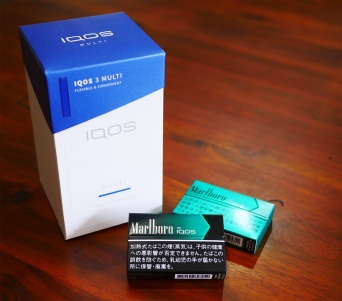 IQOS
MULTI
IQOS 3 MULTI
FLEXIBLE & CONVENIENT
IQOS
MULTI
Marlboro
Marlboro
IQOS
加熱式たばこの煙(蒸気)は、子供の健康
への悪影響が否定できません。たばこの
誤飲を防ぐため、乳幼児の手が届かない
所に保管・廃棄を。